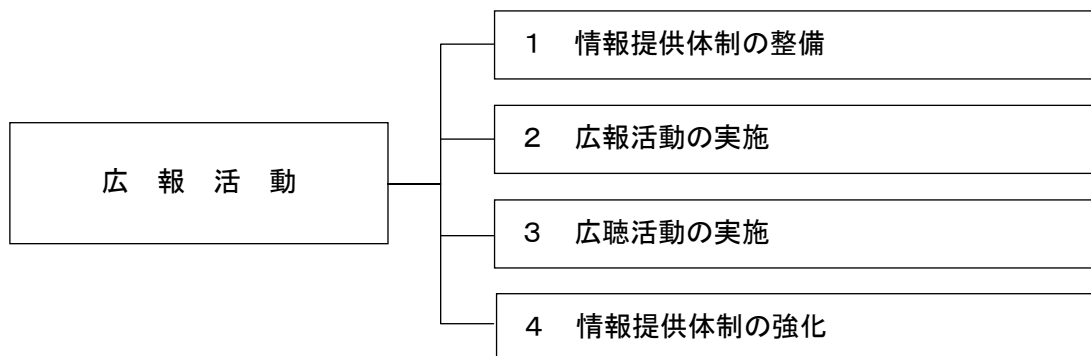 広　報　活　動
１　情報提供体制の整備
２　広報活動の実施
３　広聴活動の実施
４　情報提供体制の強化